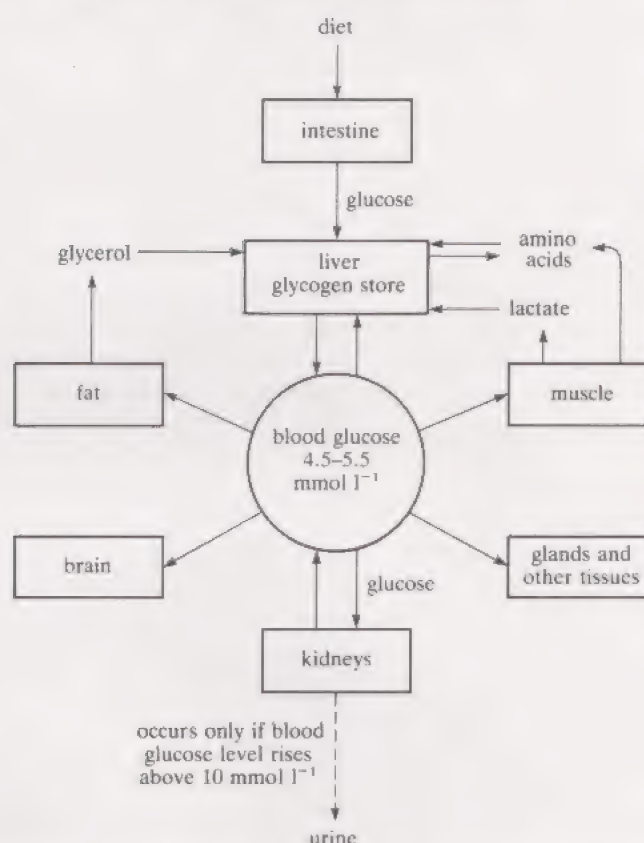 diet
intestine
glucose
glycerol
liver
glycogen store
amino
acids
lactate
fat
blood glucose
4.5–5.5
mmol l⁻¹
muscle
brain
glucose
glands and
other tissues
kidneys
occurs only if blood
glucose level rises
above 10 mmol l⁻¹
urine